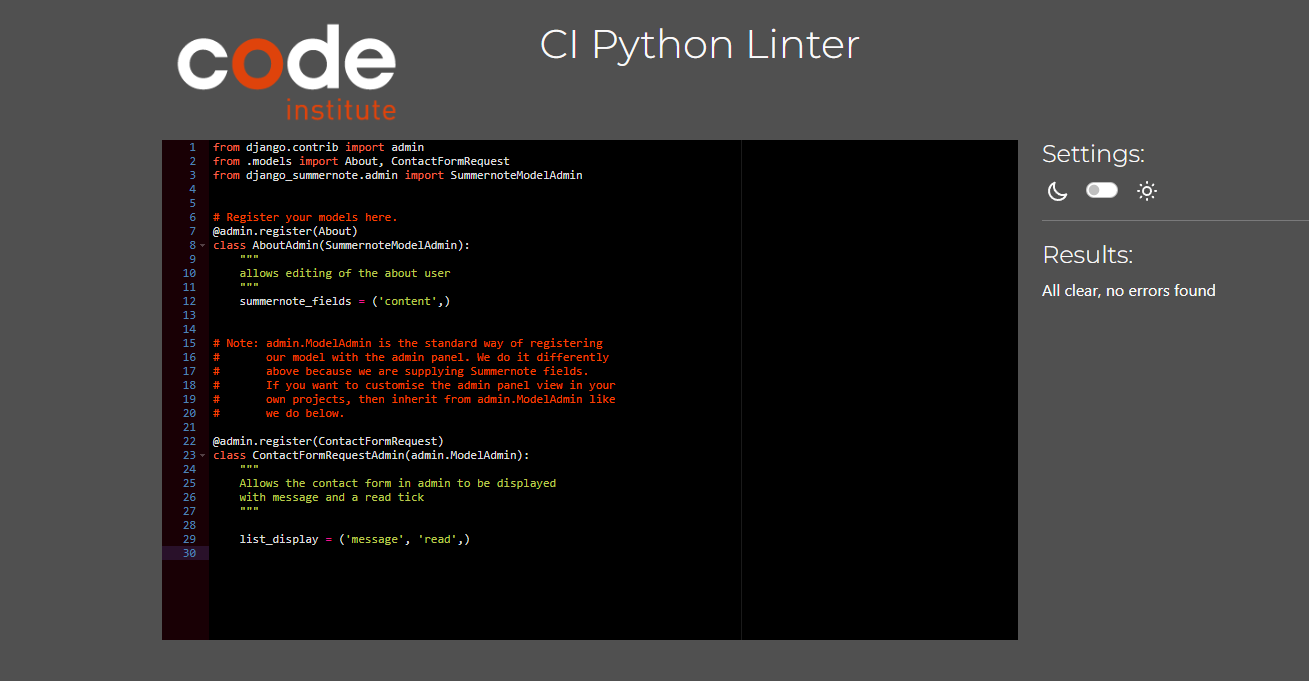 code
institute
CI Python Linter
1 from django.contrib import admin
2 from .models import About, ContactFormRequest
3 from django_summernote.admin import SummernoteModelAdmin
4
5
6 # Register your models here.
7 @admin.register(About)
8 class AboutAdmin(SummernoteModelAdmin):
9     """
10     allows editing of the about user
11     """
12     summernote_fields = ('content',)
13
14
15 # Note: admin.ModelAdmin is the standard way of registering
16 #       our model with the admin panel. We do it differently
17 #       above because we are supplying Summernote fields.
18 #       If you want to customise the admin panel view in your
19 #       own projects, then inherit from admin.ModelAdmin like
20 #       we do below.
21
22 @admin.register(ContactFormRequest)
23 class ContactFormRequestAdmin(admin.ModelAdmin):
24     """
25     Allows the contact form in admin to be displayed
26     with message and a read tick
27     """
28
29     list_display = ('message', 'read',)
30
Settings:
Results:
All clear, no errors found